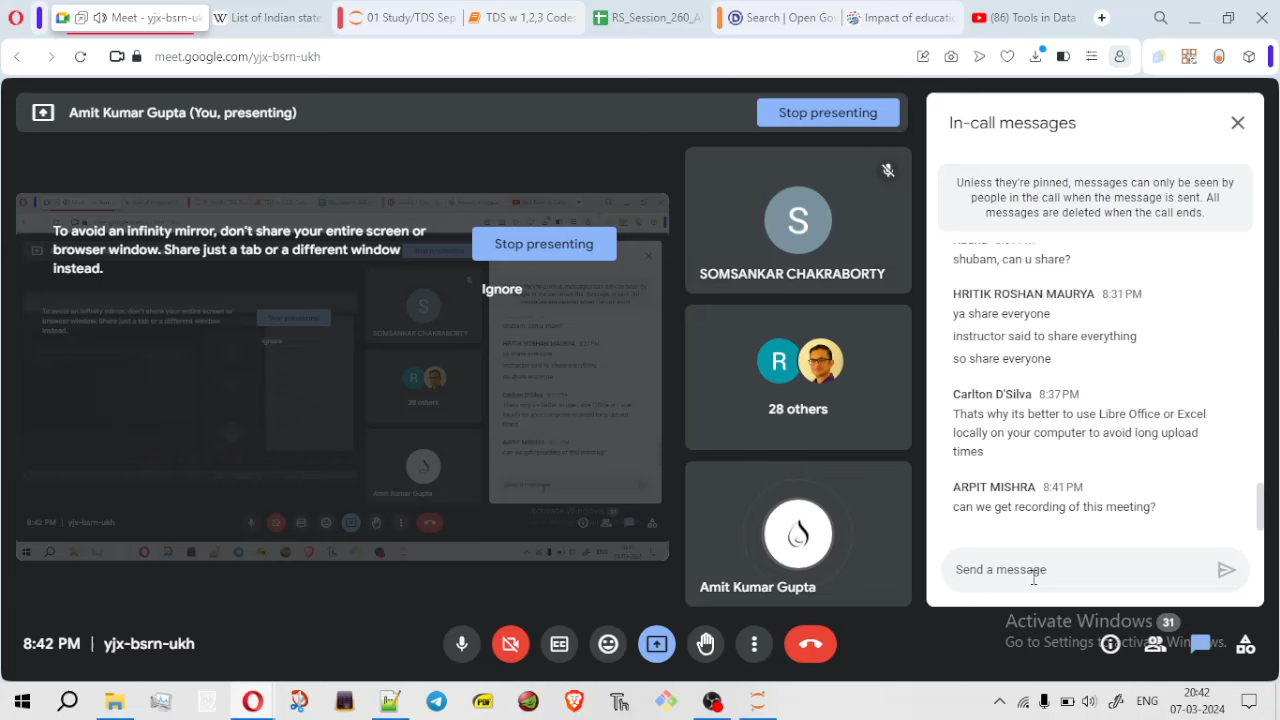 Meet - yjx-bsrn-uk
List of Indian state
01 Study/TDS Sep
TDS w 1,2,3 Codes
RS_Session_260_A
Search | Open Gov
Impact of educatio
(86) Tools in Data
meet.google.com/yjx-bsrn-ukh
Amit Kumar Gupta (You, presenting)
Stop presenting
To avoid an infinity mirror, don't share your entire screen or
browser window. Share just a tab or a different window
instead.
Stop presenting
Ignore
S
SOMSANKAR CHAKRABORTY
R
28 others
Amit Kumar Gupta
In-call messages
Unless they're pinned, messages can only be seen by
people in the call when the message is sent. All
messages are deleted when the call ends.
shubam, can u share?
HRITIK ROSHAN MAURYA 8:31 PM
ya share everyone
instructor said to share everything
so share everyone
Carlton D'Silva 8:37 PM
Thats why its better to use Libre Office or Excel
locally on your computer to avoid long upload
times
ARPIT MISHRA 8:41 PM
can we get recording of this meeting?
Send a message
Activate Windows
Go to Settings to activate Windows.
31
8:42 PM | yjx-bsrn-ukh
ENG
20:42
07-03-2024